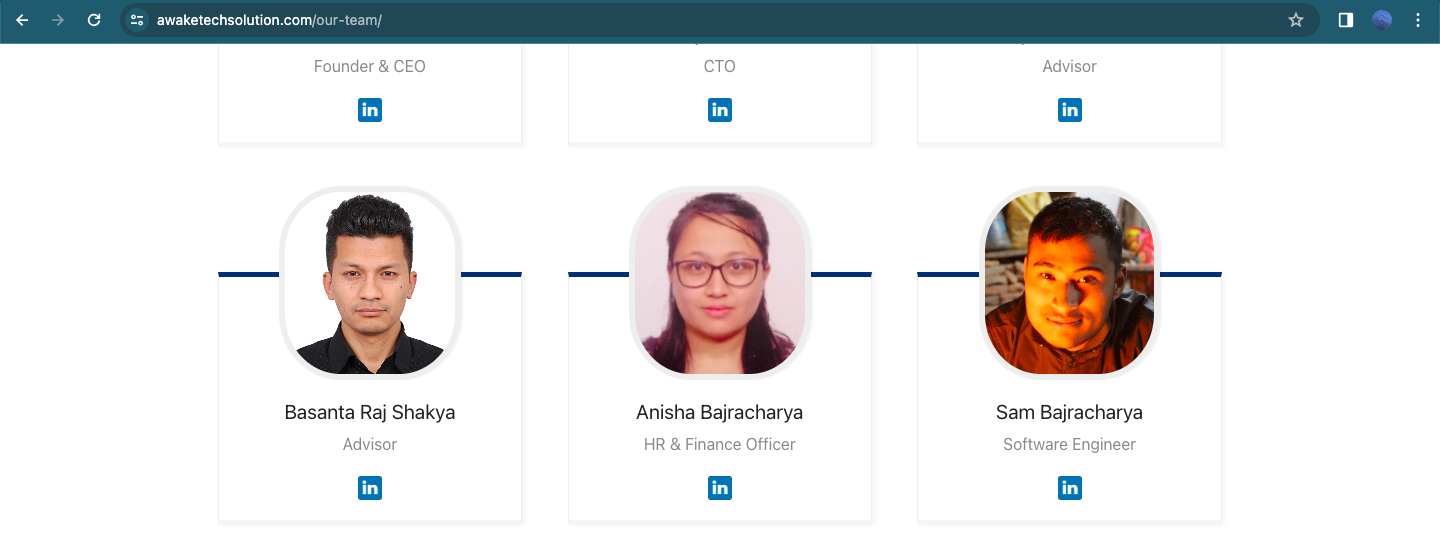 awaketechsolution.com/our-team/
Founder & CEO
CTO
Advisor
in
in
in
Basanta Raj Shakya
Anisha Bajracharya
Sam Bajracharya
Advisor
HR & Finance Officer
Software Engineer
in
in
in